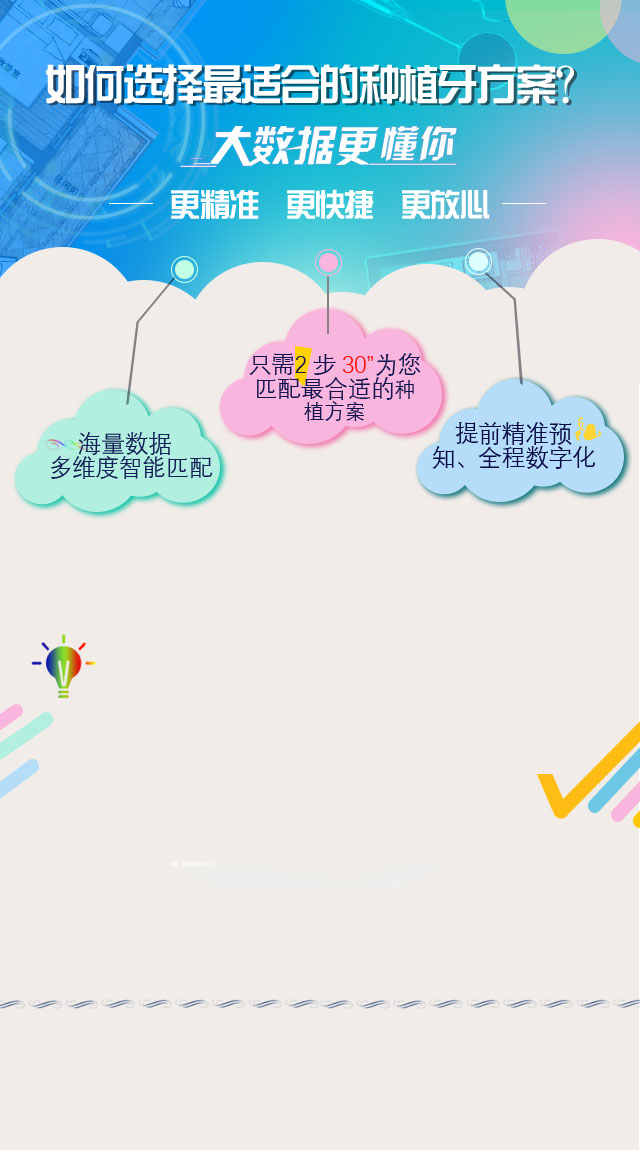 如何选择最适合的种植牙方案?
大数据更懂你
更精准 更快捷 更放心
只需2 步 30”为您
匹配最合适的种
植方案
海量数据
多维度智能匹配
提前精准预
知、全程数字化